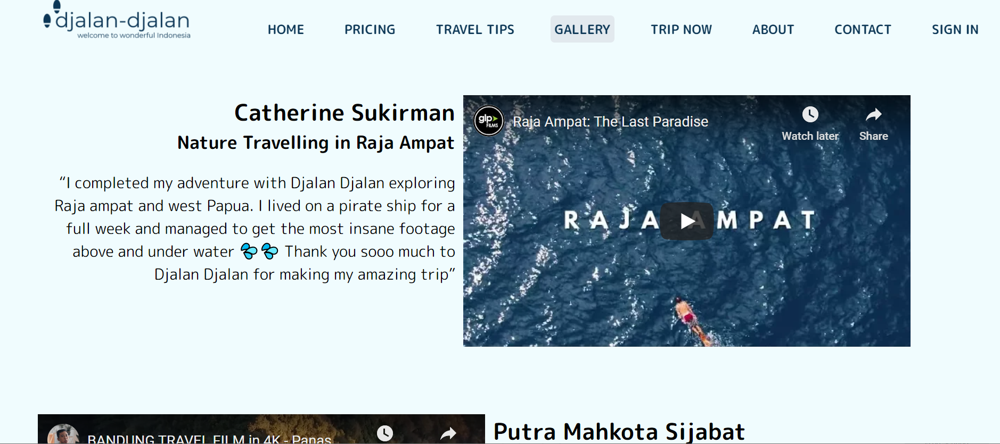 djalan-djalan
welcome to wonderful Indonesia
HOME
PRICING
TRAVEL TIPS
GALLERY
TRIP NOW
ABOUT
CONTACT
SIGN IN
Catherine Sukirman
Nature Travelling in Raja Ampat
“I completed my adventure with Djalan Djalan exploring
Raja ampat and west Papua. I lived on a pirate ship for a
full week and managed to get the most insane footage
above and under water 💦💦 Thank you sooo much to
Djalan Djalan for making my amazing trip”
glp FILMS
Raja Ampat: The Last Paradise
Watch later
Share
RAJA AMPAT
BANDUNG TRAVEL FILM in 4K - Panas
Putra Mahkota Sijabat